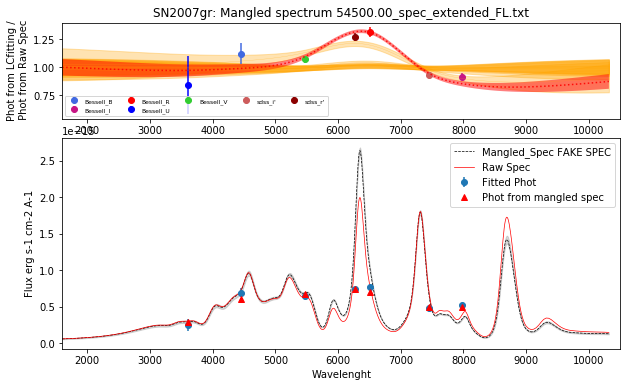 SN2007gr: Mangled spectrum 54500.00_spec_extended_FL.txt
Phot from LCfitting /
Phot from Raw Spec
1.25
1.00
0.75
Bessell_B
Bessell_R
Bessell_V
sdss_i'
sdss_r'
Bessell_I
Bessell_U
2000 3000 4000 5000 6000 7000 8000 9000 10000
1e−15
Flux erg s-1 cm-2 A-1
2.5
2.0
1.5
1.0
0.5
0.0
Mangled_Spec FAKE SPEC
Raw Spec
Fitted Phot
Phot from mangled spec
2000 3000 4000 5000 6000 7000 8000 9000 10000
Wavelenght